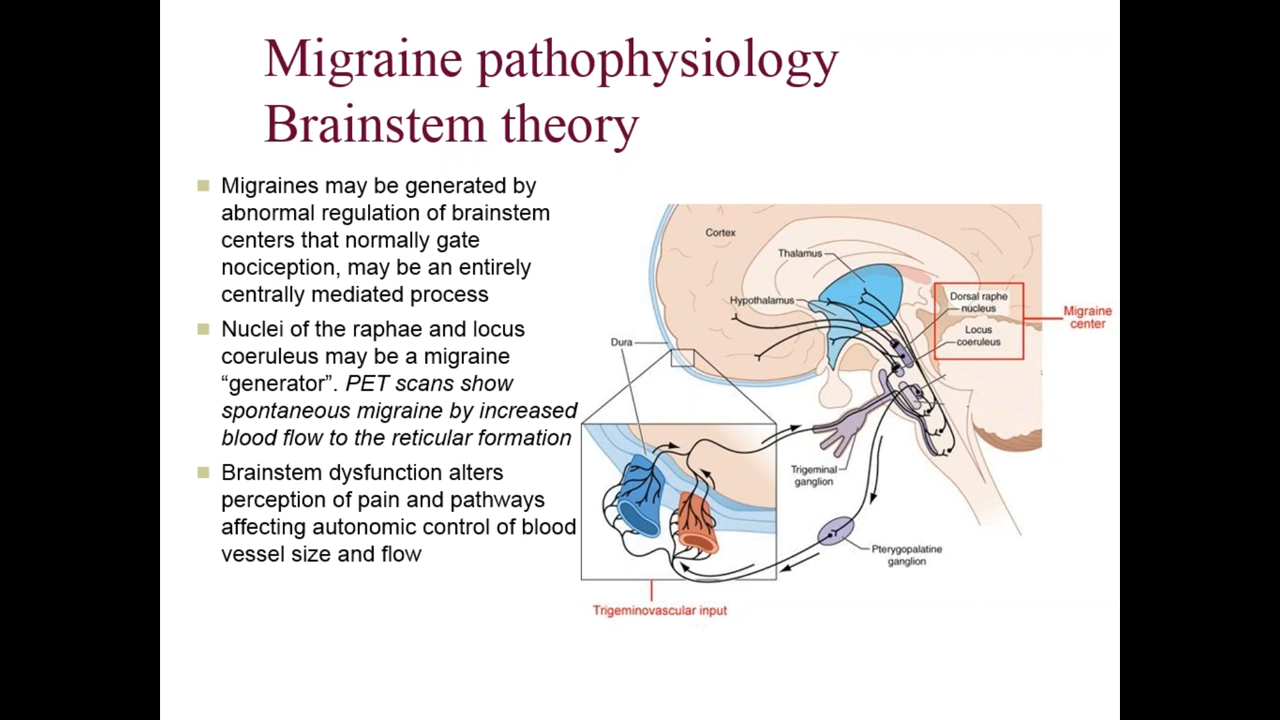 Migraine pathophysiology
Brainstem theory
Migraines may be generated by
abnormal regulation of brainstem
centers that normally gate
nociception, may be an entirely
centrally mediated process
Nuclei of the raphae and locus
coeruleus may be a migraine
“generator”. PET scans show
spontaneous migraine by increased
blood flow to the reticular formation
Brainstem dysfunction alters
perception of pain and pathways
affecting autonomic control of blood
vessel size and flow
Cortex
Thalamus
Hypothalamus
Dorsal raphe
nucleus
Locus
coeruleus
Migraine
center
Dura
Trigeminal
ganglion
Pterygopalatine
ganglion
Trigeminovascular input